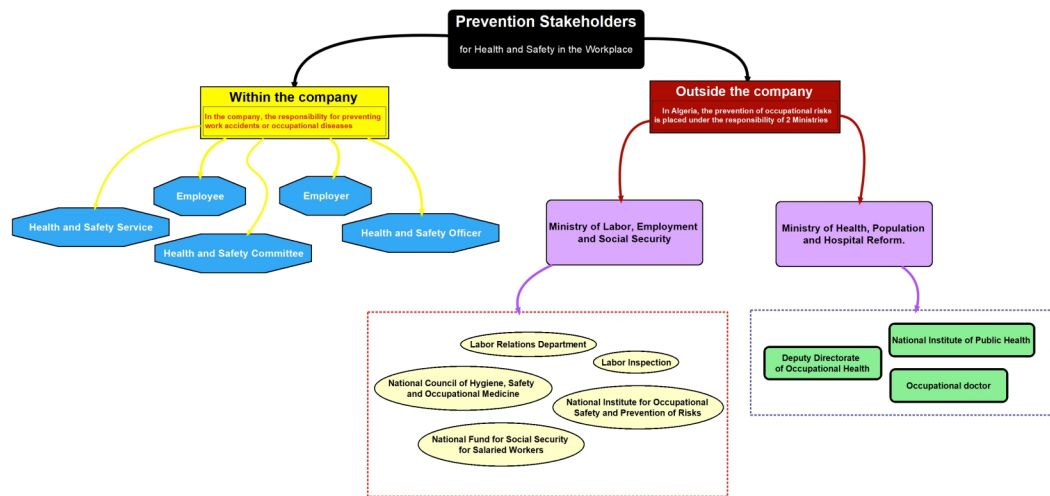 Prevention Stakeholders
for Health and Safety in the Workplace
Within the company
In the company, the responsibility for preventing
work accidents or occupational diseases
Outside the company
In Algeria, the prevention of occupational risks
is placed under the responsibility of 2 Ministries
Employee
Employer
Health and Safety Service
Health and Safety Officer
Health and Safety Committee
Ministry of Labor, Employment
and Social Security
Ministry of Health, Population
and Hospital Reform.
Labor Relations Department
Labor Inspection
National Council of Hygiene, Safety
and Occupational Medicine
National Institute for Occupational
Safety and Prevention of Risks
National Fund for Social Security
for Salaried Workers
National Institute of Public Health
Deputy Directorate
of Occupational Health
Occupational doctor